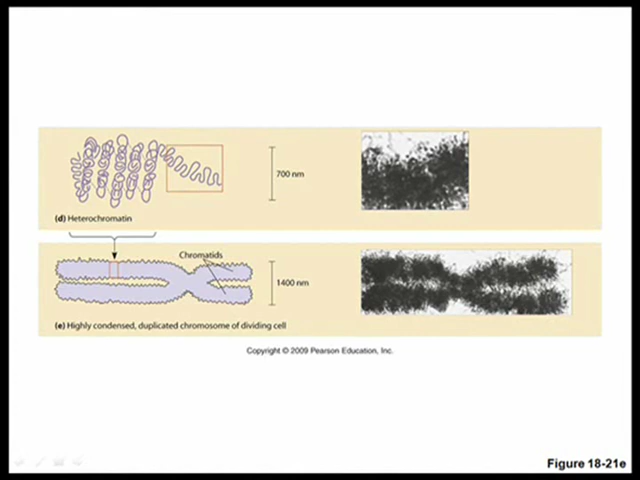 700 nm
(d) Heterochromatin
Chromatids
1400 nm
(e) Highly condensed, duplicated chromosome of dividing cell
Copyright © 2009 Pearson Education, Inc.
Figure 18-21e